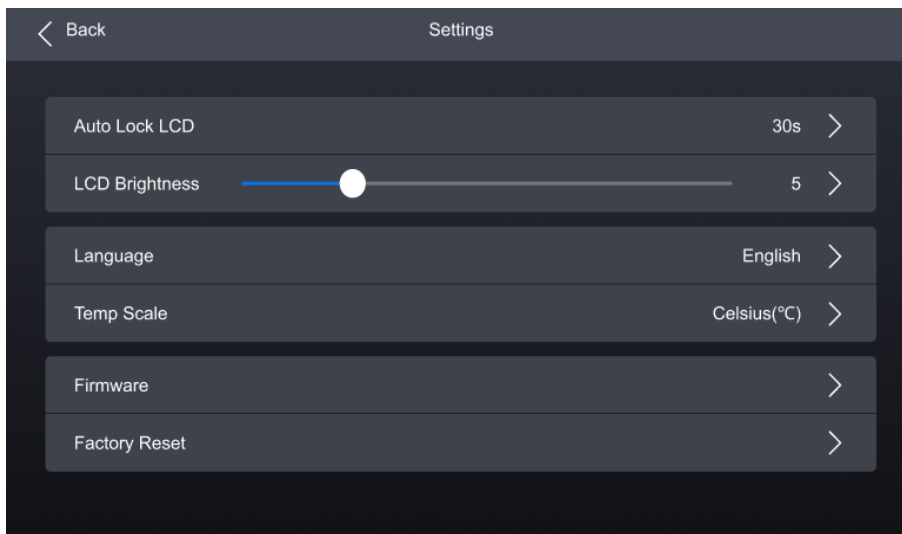 Back Settings
Auto Lock LCD 30s
LCD Brightness 5
Language English
Temp Scale Celsius(℃)
Firmware
Factory Reset